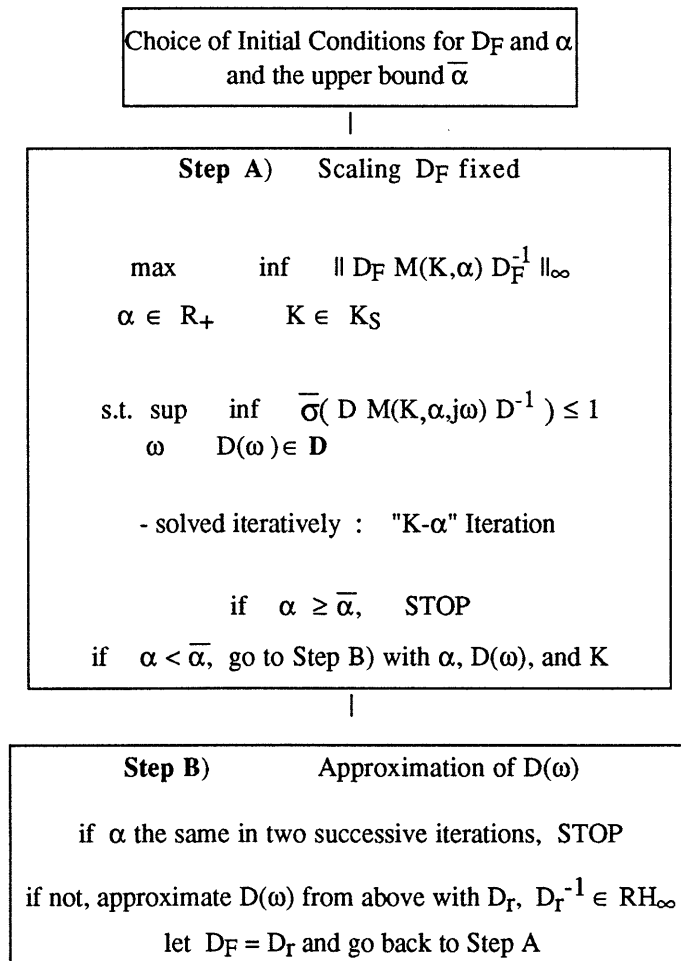 Choice of Initial Conditions for D_F and α
and the upper bound α̅
Step A) Scaling D_F fixed
max inf || D_F M(K,α) D_F^-1 ||_∞
α ∈ R_+ K ∈ K_S
s.t. sup inf σ̅( D M(K,α,jω) D^-1 ) ≤ 1
ω D(ω) ∈ D
- solved iteratively : "K-α" Iteration
if α ≥ α̅, STOP
if α < α̅, go to Step B) with α, D(ω), and K
Step B) Approximation of D(ω)
if α the same in two successive iterations, STOP
if not, approximate D(ω) from above with D_r, D_r^-1 ∈ RH_∞
let D_F = D_r and go back to Step A